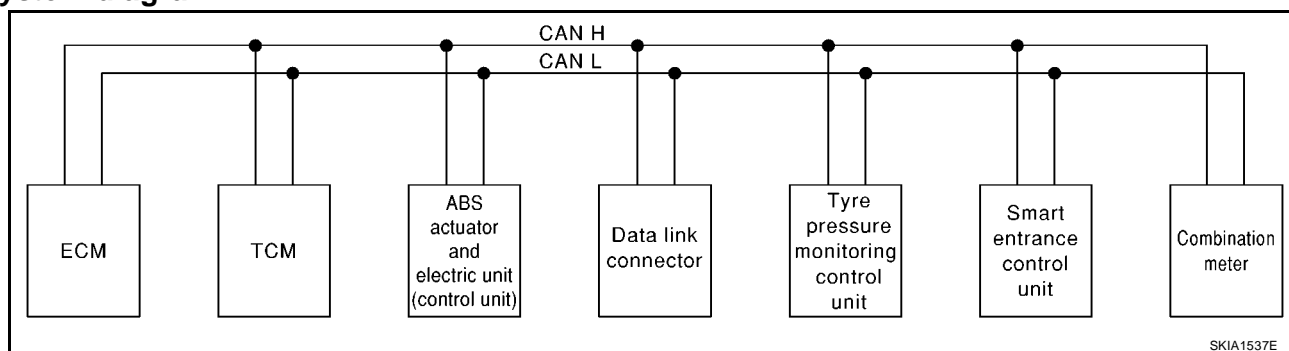 CAN H
CAN L
ECM
TCM
ABS
actuator
and
electric unit
(control unit)
Data link
connector
Tyre
pressure
monitoring
control
unit
Smart
entrance
control
unit
Combination
meter
SKIA1537E